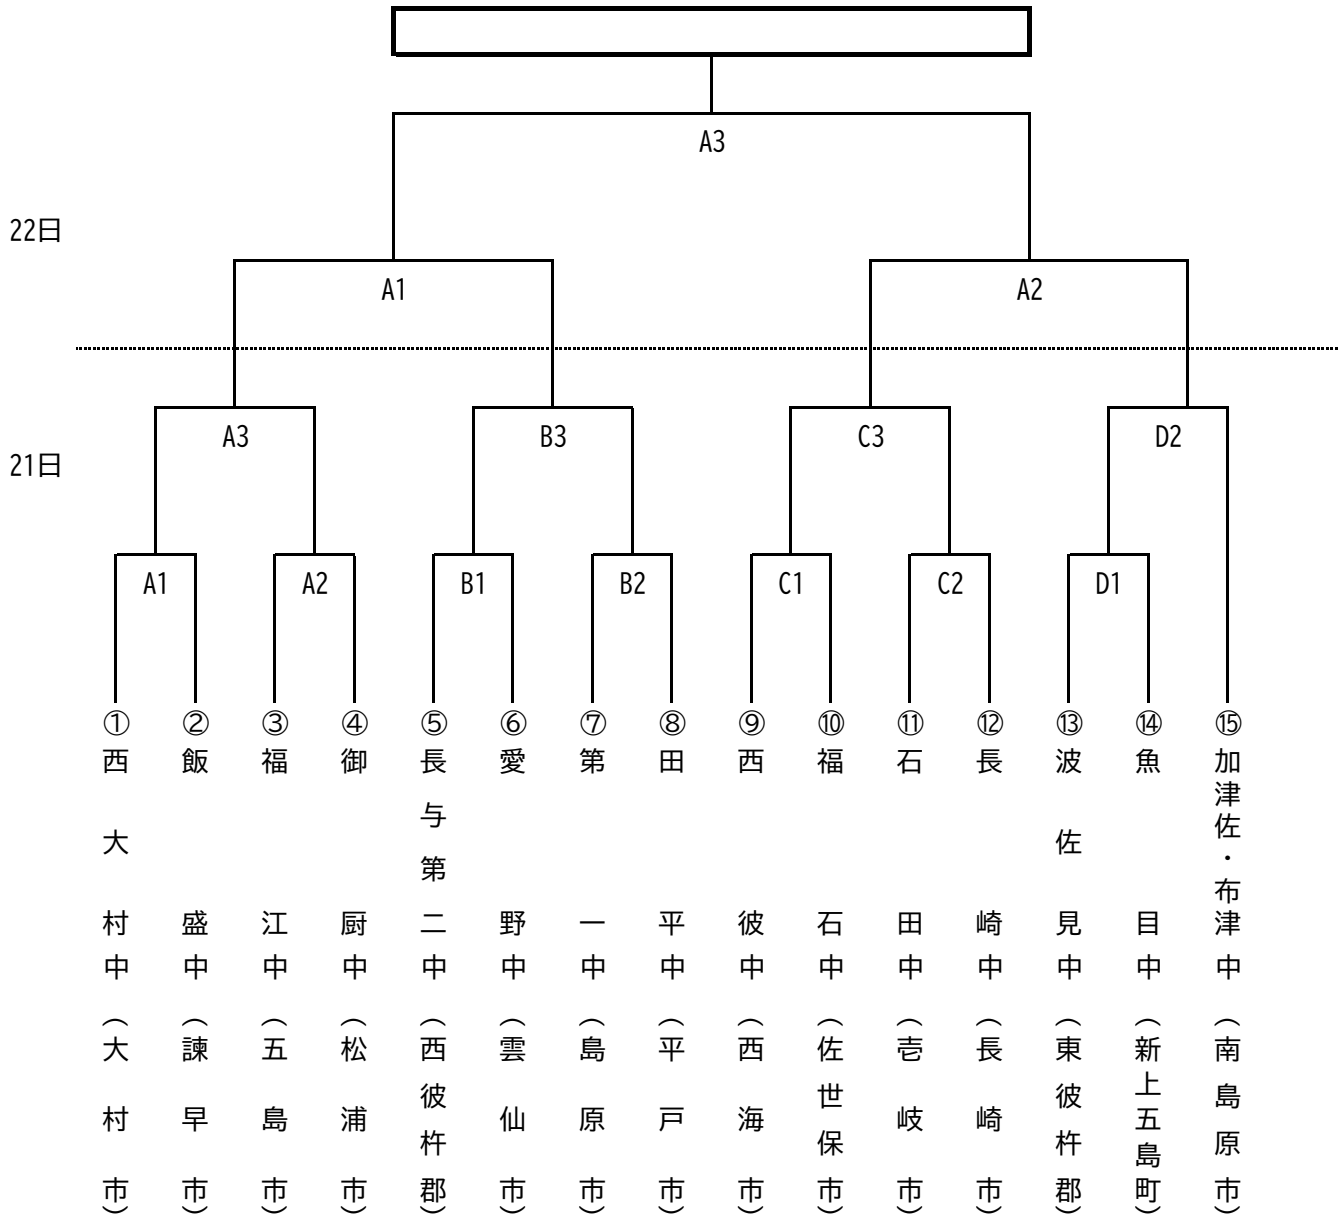 A3
22日
A1
A2
A3
B3
C3
D2
21日
A1
A2
B1
B2
C1
C2
D1
①西大村中（大村市）
②飯盛中（諫早市）
③福江中（五島市）
④御厨中（松浦市）
⑤長与第二中（西彼杵郡）
⑥愛野中（雲仙市）
⑦第一中（島原市）
⑧田平中（平戸市）
⑨西彼中（西海市）
⑩福石中（佐世保市）
⑪石田中（壱岐市）
⑫長崎中（長崎市）
⑬波佐見中（東彼杵郡）
⑭魚目中（新上五島町）
⑮加津佐・布津中（南島原市）